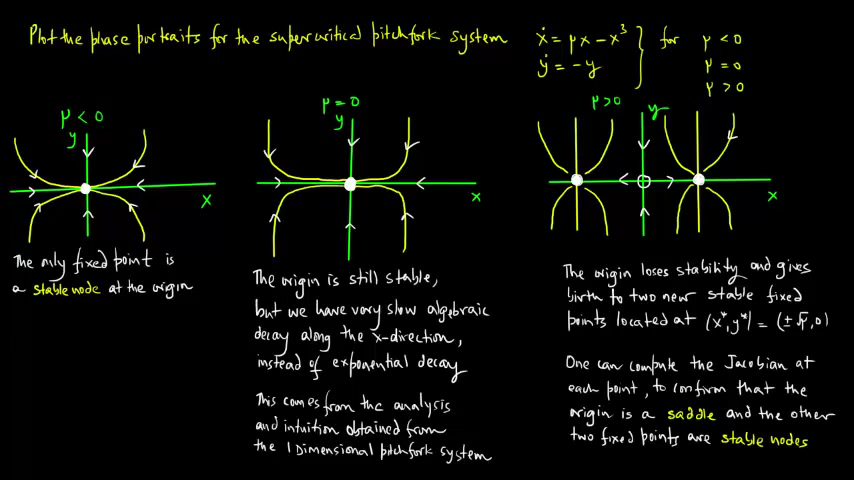 Plot the phase portraits for the supercritical pitchfork system
ẋ = μx − x³
ẏ = −y
for
μ < 0
μ = 0
μ > 0
μ < 0
y
x
The only fixed point is
a stable node at the origin
μ = 0
y
x
The origin is still stable,
but we have very slow algebraic
decay along the x-direction,
instead of exponential decay
This comes from the analysis
and intuition obtained from
the 1 Dimensional pitchfork system
μ > 0
y
x
The origin loses stability and gives
birth to two new stable fixed
points located at (x*, y*) = (±√μ, 0)
One can compute the Jacobian at
each point, to confirm that the
origin is a saddle and the other
two fixed points are stable nodes